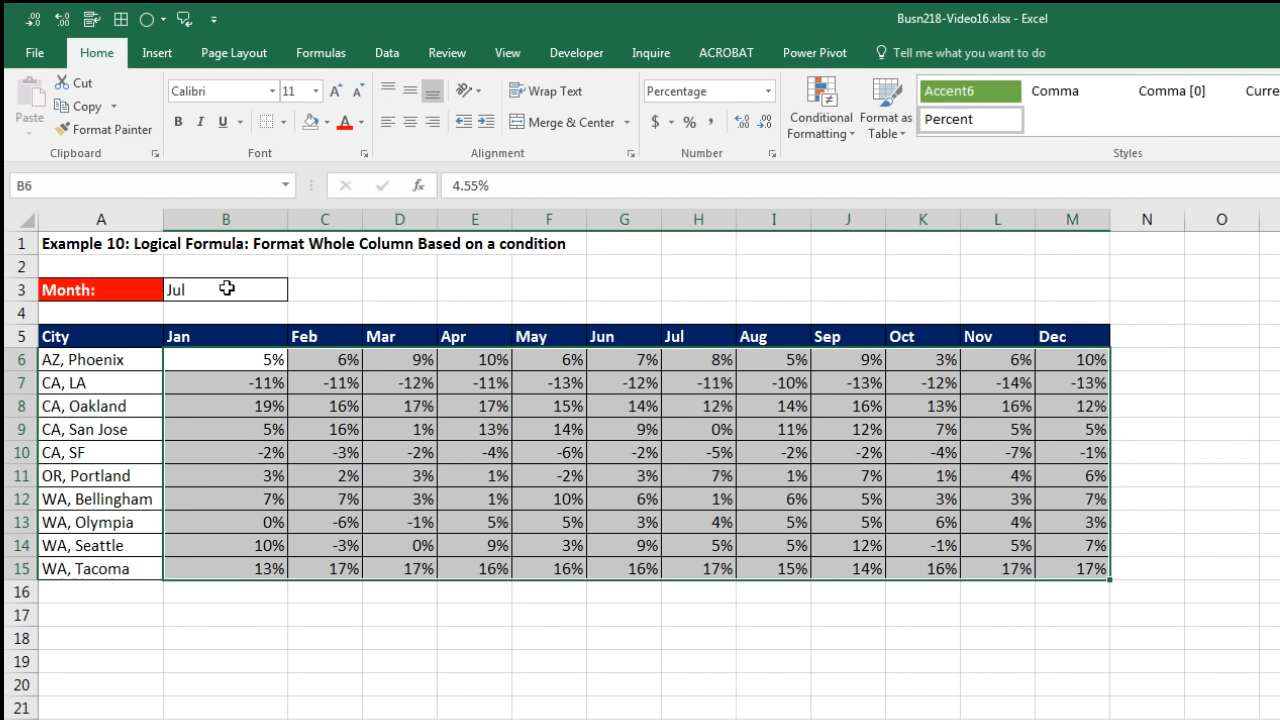 Busn218-Video16.xlsx - Excel
File Home Insert Page Layout Formulas Data Review View Developer Inquire ACROBAT Power Pivot Tell me what you want to do
Paste
Cut
Copy
Format Painter
Clipboard
Calibri 11
B I U
Font
Wrap Text
Merge & Center
Alignment
Percentage
$ % ,
Number
Conditional Formatting
Format as Table
Accent6 Comma Comma [0] Curre
Percent
Styles
B6 fx 4.55%
A B C D E F G H I J K L M N O
1 Example 10: Logical Formula: Format Whole Column Based on a condition
2
3 Month: Jul
4
5 City Jan Feb Mar Apr May Jun Jul Aug Sep Oct Nov Dec
6 AZ, Phoenix 5% 6% 9% 10% 6% 7% 8% 5% 9% 3% 6% 10%
7 CA, LA -11% -11% -12% -11% -13% -12% -11% -10% -13% -12% -14% -13%
8 CA, Oakland 19% 16% 17% 17% 15% 14% 12% 14% 16% 13% 16% 12%
9 CA, San Jose 5% 16% 1% 13% 14% 9% 0% 11% 12% 7% 5% 5%
10 CA, SF -2% -3% -2% -4% -6% -2% -5% -2% -2% -4% -7% -1%
11 OR, Portland 3% 2% 3% 1% -2% 3% 7% 1% 7% 1% 4% 6%
12 WA, Bellingham 7% 7% 3% 1% 10% 6% 1% 6% 5% 3% 3% 7%
13 WA, Olympia 0% -6% -1% 5% 5% 3% 4% 5% 5% 6% 4% 3%
14 WA, Seattle 10% -3% 0% 9% 3% 9% 5% 5% 12% -1% 5% 7%
15 WA, Tacoma 13% 17% 17% 16% 16% 16% 17% 15% 14% 16% 17% 17%
16
17
18
19
20
21